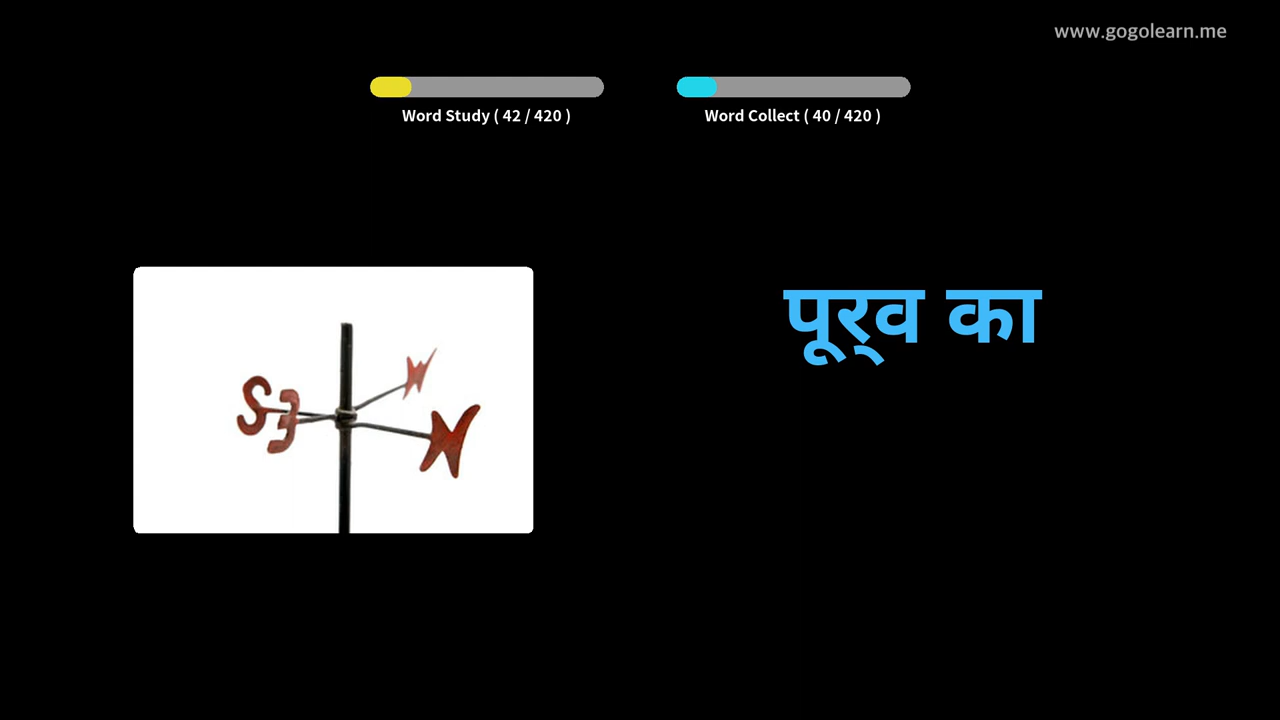 www.gogolearn.me
Word Study ( 42 / 420 )
Word Collect ( 40 / 420 )
S E N W
पूर्व का